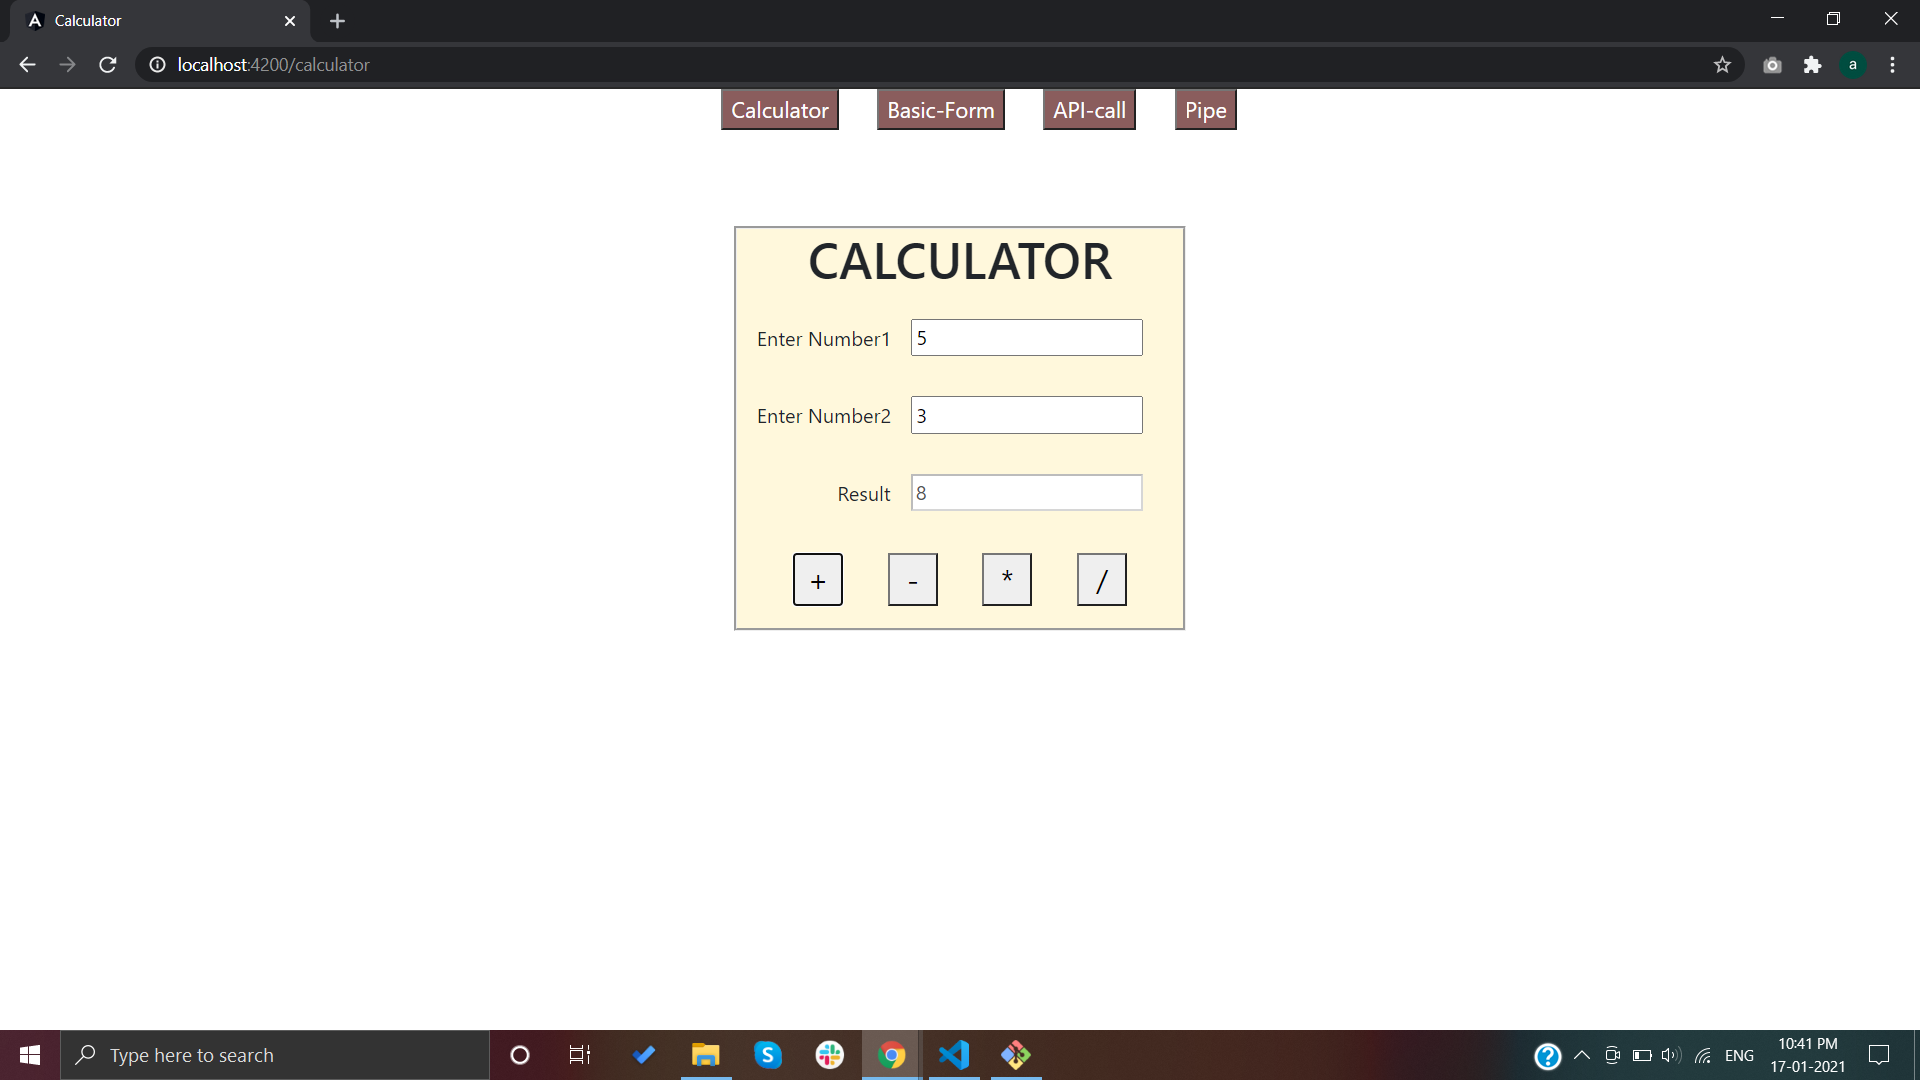 Calculator
localhost:4200/calculator
a
Calculator Basic-Form API-call Pipe
CALCULATOR
Enter Number1 5
Enter Number2 3
Result 8
+ - * /
Type here to search
S
?
ENG
10:41 PM
17-01-2021